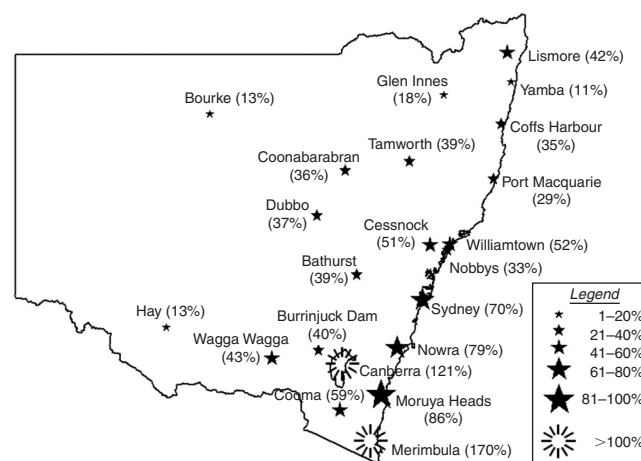 Lismore (42%)
Glen Innes
(18%)
Yamba (11%)
Bourke (13%)
Coffs Harbour
(35%)
Tamworth (39%)
Coonabarabran
(36%)
Port Macquarie
(29%)
Dubbo
(37%)
Cessnock
(51%)
Williamtown (52%)
Bathurst
(39%)
Nobbys (33%)
Sydney (70%)
Hay (13%)
Burrinjuck Dam
(40%)
Wagga Wagga
(43%)
Nowra (79%)
Canberra (121%)
Cooma (59%)
Moruya Heads
(86%)
Merimbula (170%)
Legend
1–20%
21–40%
41–60%
61–80%
81–100%
>100%